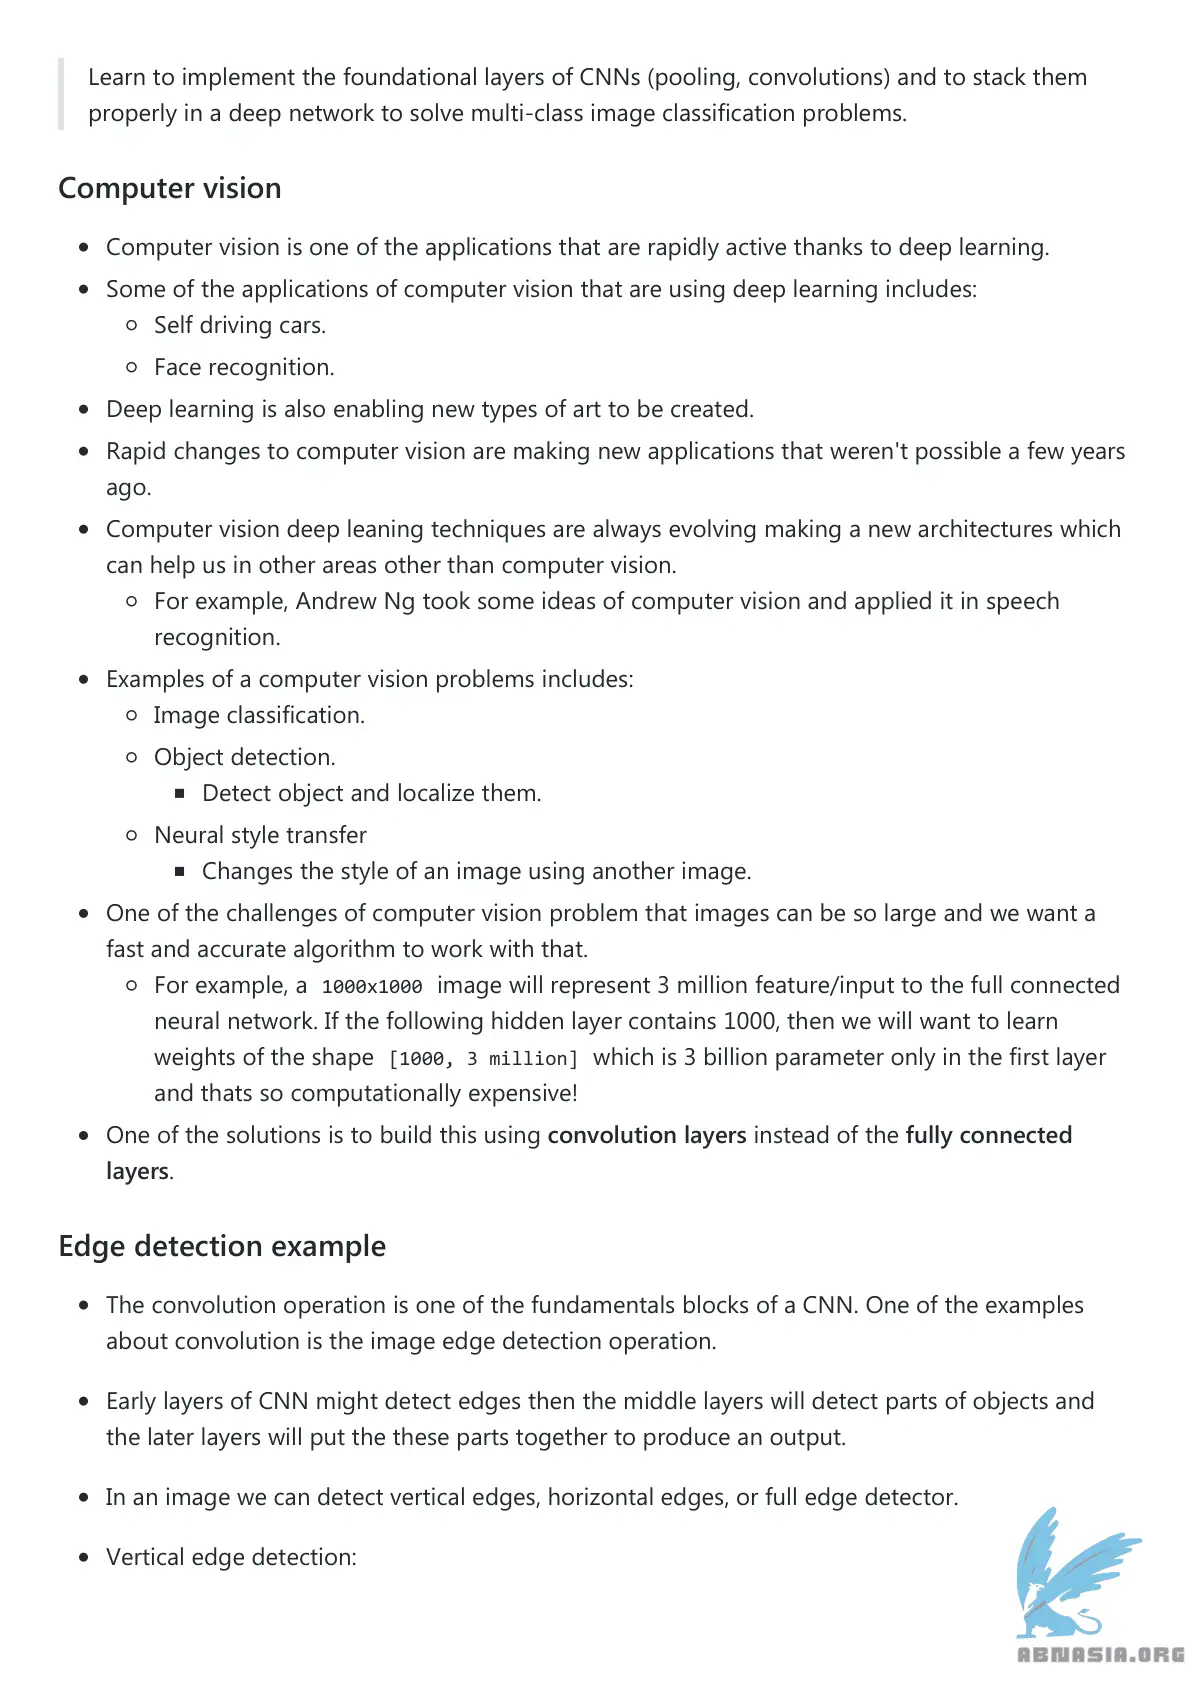 Learn to implement the foundational layers of CNNs (pooling, convolutions) and to stack them
properly in a deep network to solve multi-class image classification problems.
Computer vision
Computer vision is one of the applications that are rapidly active thanks to deep learning.
Some of the applications of computer vision that are using deep learning includes:
Self driving cars.
Face recognition.
Deep learning is also enabling new types of art to be created.
Rapid changes to computer vision are making new applications that weren't possible a few years
ago.
Computer vision deep leaning techniques are always evolving making a new architectures which
can help us in other areas other than computer vision.
For example, Andrew Ng took some ideas of computer vision and applied it in speech
recognition.
Examples of a computer vision problems includes:
Image classification.
Object detection.
Detect object and localize them.
Neural style transfer
Changes the style of an image using another image.
One of the challenges of computer vision problem that images can be so large and we want a
fast and accurate algorithm to work with that.
For example, a 1000x1000 image will represent 3 million feature/input to the full connected
neural network. If the following hidden layer contains 1000, then we will want to learn
weights of the shape [1000, 3 million] which is 3 billion parameter only in the first layer
and thats so computationally expensive!
One of the solutions is to build this using convolution layers instead of the fully connected
layers.
Edge detection example
The convolution operation is one of the fundamentals blocks of a CNN. One of the examples
about convolution is the image edge detection operation.
Early layers of CNN might detect edges then the middle layers will detect parts of objects and
the later layers will put the these parts together to produce an output.
In an image we can detect vertical edges, horizontal edges, or full edge detector.
Vertical edge detection:
ABNASIA.ORG